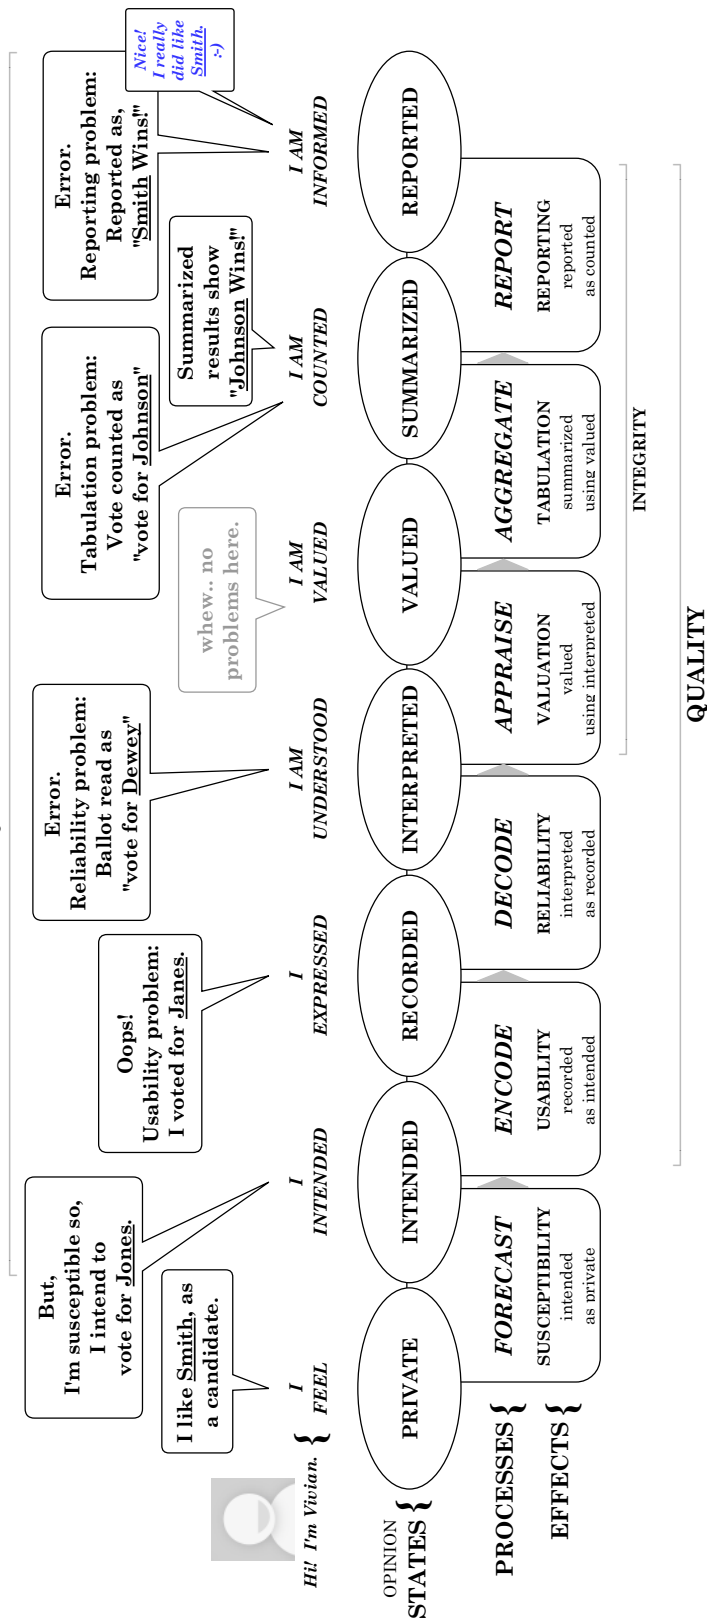 But,
I'm susceptible so,
I intend to
vote for Jones.
I like Smith, as
a candidate.
Oops!
Usability problem:
I voted for Janes.
Error.
Reliability problem:
Ballot read as
"vote for Dewey"
whew.. no
problems here.
Error.
Tabulation problem:
Vote counted as
"vote for Johnson"
Summarized
results show
"Johnson Wins!"
Error.
Reporting problem:
Reported as,
"Smith Wins!"
Nice!
I really
did like
Smith.
:-)
Hi! I'm Vivian. {
I
FEEL
I
INTENDED
I
EXPRESSED
I AM
UNDERSTOOD
I AM
VALUED
I AM
COUNTED
I AM
INFORMED
OPINION
STATES {
PRIVATE
INTENDED
RECORDED
INTERPRETED
VALUED
SUMMARIZED
REPORTED
PROCESSES {
EFFECTS {
FORECAST
SUSCEPTIBILITY
intended
as private
ENCODE
USABILITY
recorded
as intended
DECODE
RELIABILITY
interpreted
as recorded
APPRAISE
VALUATION
valued
using interpreted
AGGREGATE
TABULATION
summarized
using valued
REPORT
REPORTING
reported
as counted
INTEGRITY
QUALITY